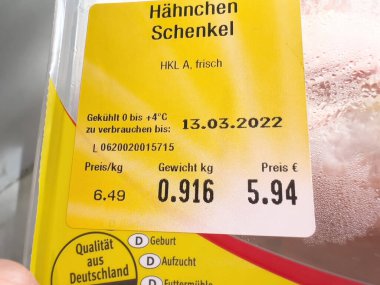 Hähnchen
Schenkel
HKL A, frisch
Gekühlt 0 bis +4°C
zu verbrauchen bis: 13.03.2022
L 0620020015715
Preis/kg Gewicht kg Preis €
6.49 0.916 5.94
Qualität
aus
Deutschland
D Geburt
D Aufzucht
D Futtermühle